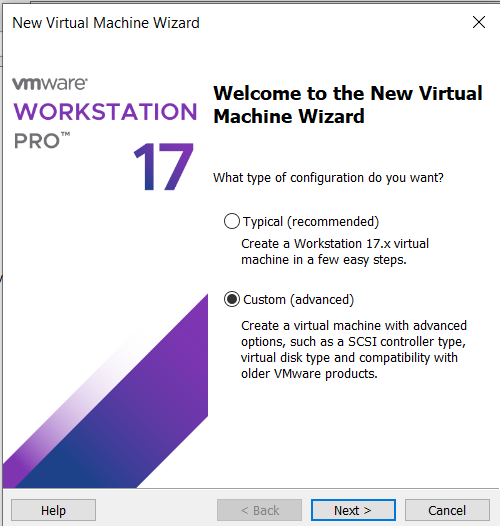 New Virtual Machine Wizard
vmware®
WORKSTATION
PRO™
17
Welcome to the New Virtual
Machine Wizard
What type of configuration do you want?
Typical (recommended)
Create a Workstation 17.x virtual
machine in a few easy steps.
Custom (advanced)
Create a virtual machine with advanced
options, such as a SCSI controller type,
virtual disk type and compatibility with
older VMware products.
Help
< Back
Next >
Cancel